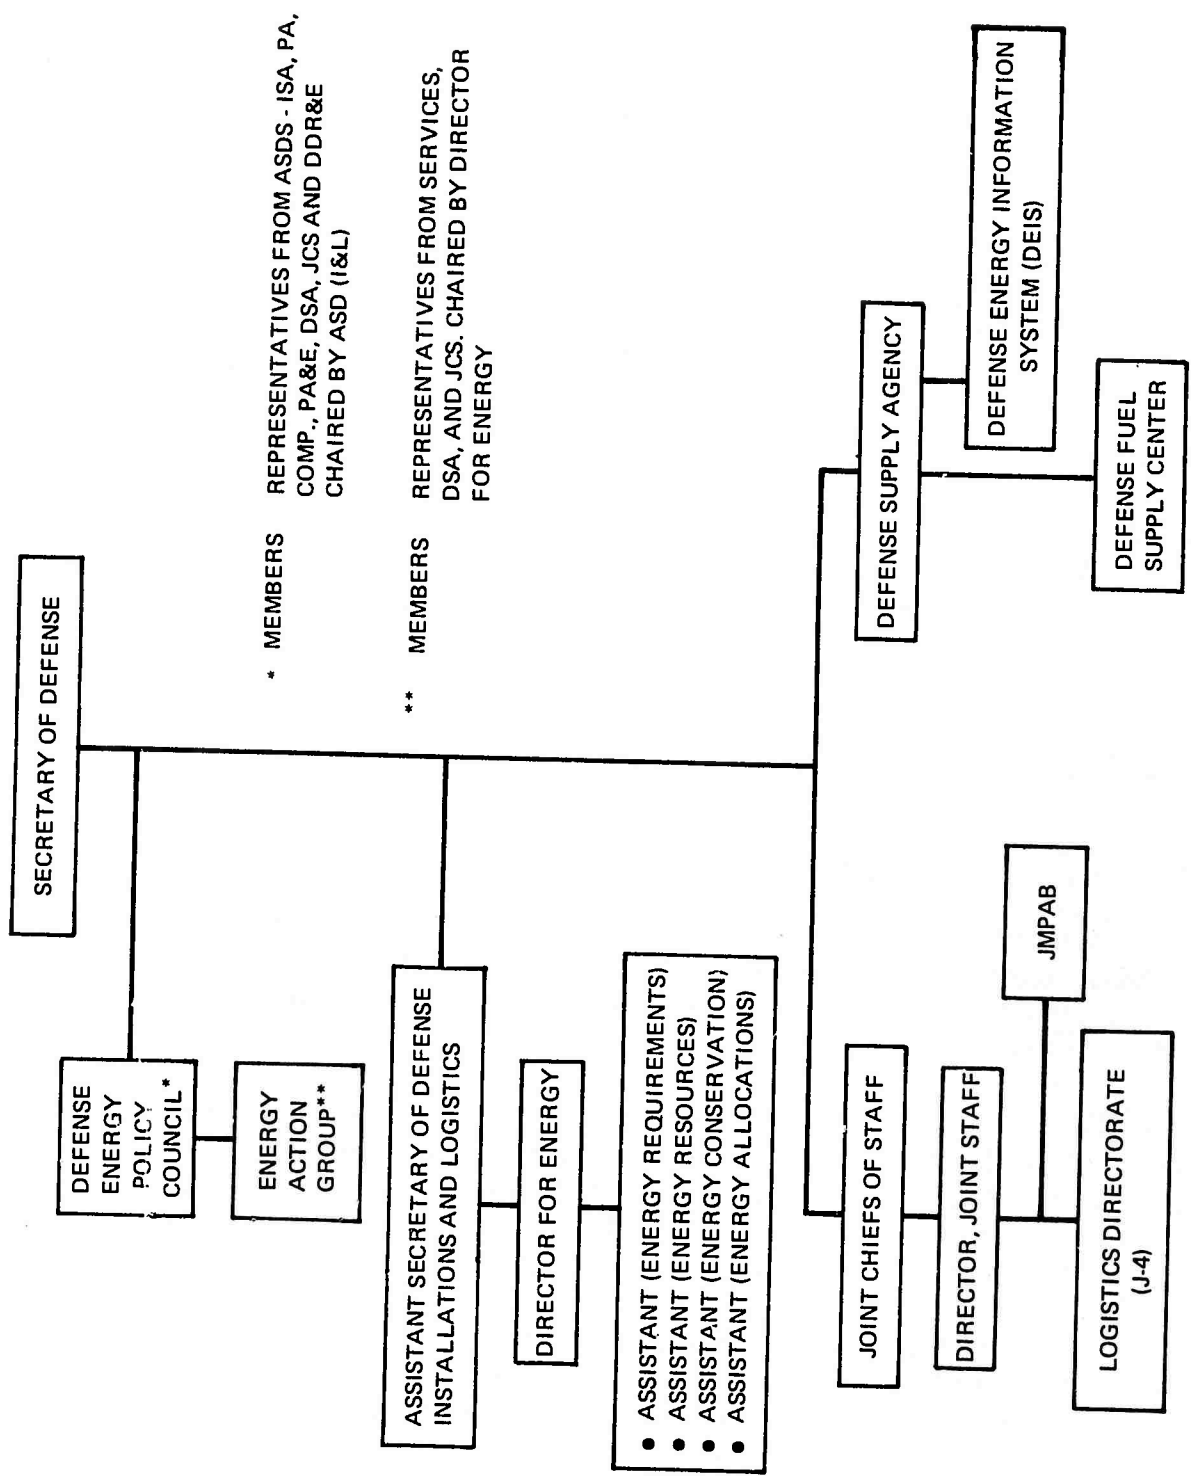 SECRETARY OF DEFENSE
DEFENSE
ENERGY
POLICY
COUNCIL*
ENERGY
ACTION
GROUP**
* MEMBERS REPRESENTATIVES FROM ASDS - ISA, PA,
COMP., PA&E, DSA, JCS AND DDR&E
CHAIRED BY ASD (I&L)
** MEMBERS REPRESENTATIVES FROM SERVICES,
DSA, AND JCS. CHAIRED BY DIRECTOR
FOR ENERGY
ASSISTANT SECRETARY OF DEFENSE
INSTALLATIONS AND LOGISTICS
DIRECTOR FOR ENERGY
● ASSISTANT (ENERGY REQUIREMENTS)
● ASSISTANT (ENERGY RESOURCES)
● ASSISTANT (ENERGY CONSERVATION)
● ASSISTANT (ENERGY ALLOCATIONS)
JOINT CHIEFS OF STAFF
DIRECTOR, JOINT STAFF
JMPAB
LOGISTICS DIRECTORATE
(J-4)
DEFENSE SUPPLY AGENCY
DEFENSE ENERGY INFORMATION
SYSTEM (DEIS)
DEFENSE FUEL
SUPPLY CENTER